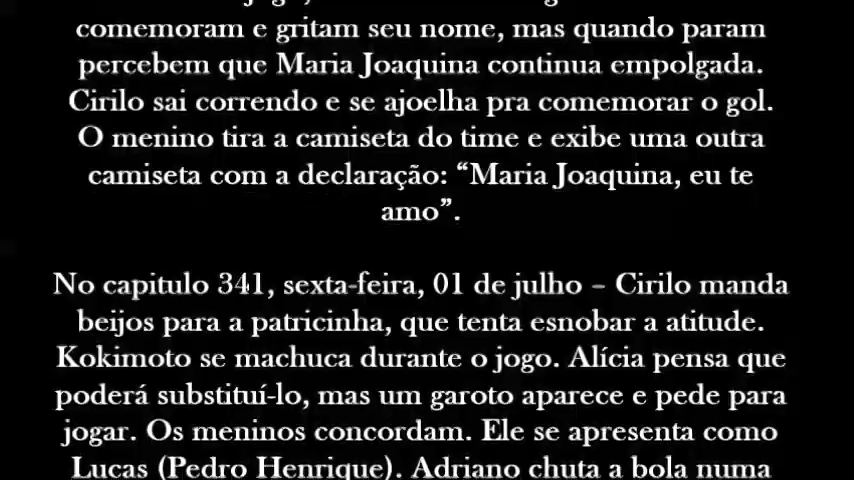 comemoram e gritam seu nome, mas quando param
percebem que Maria Joaquina continua empolgada.
Cirilo sai correndo e se ajoelha pra comemorar o gol.
O menino tira a camiseta do time e exibe uma outra
camiseta com a declaração: “Maria Joaquina, eu te
amo”.
No capitulo 341, sexta-feira, 01 de julho – Cirilo manda
beijos para a patricinha, que tenta esnobar a atitude.
Kokimoto se machuca durante o jogo. Alícia pensa que
poderá substituí-lo, mas um garoto aparece e pede para
jogar. Os meninos concordam. Ele se apresenta como
Lucas (Pedro Henrique). Adriano chuta a bola numa